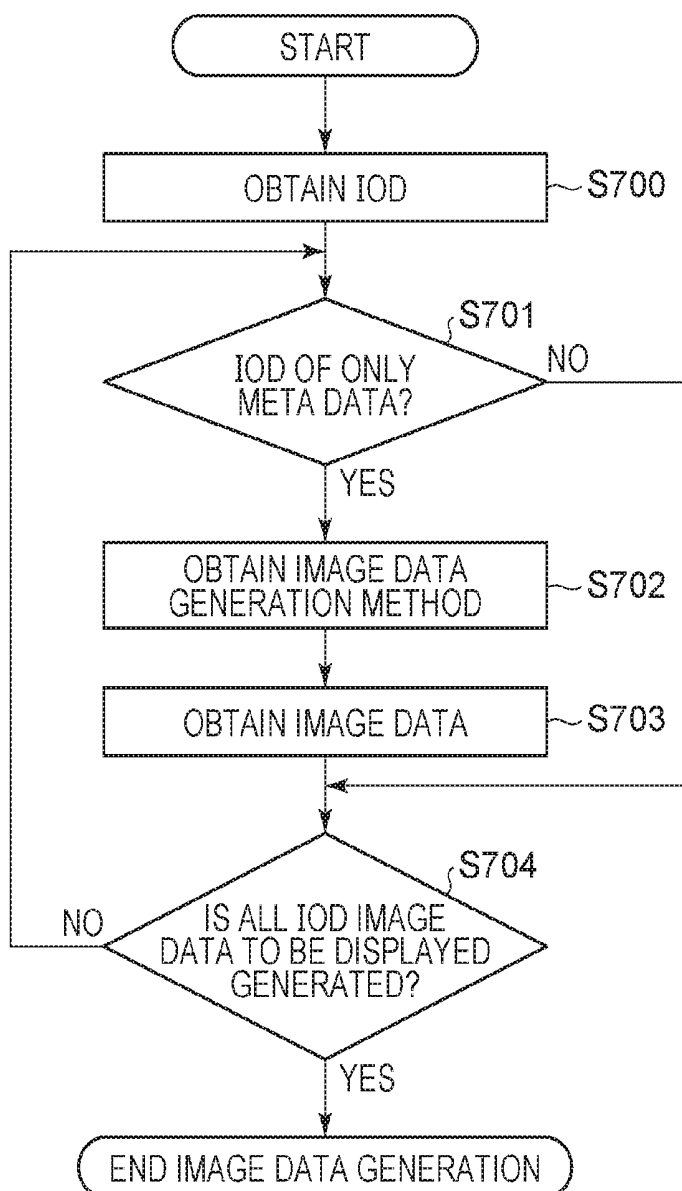 START
OBTAIN IOD
S700
S701
IOD OF ONLY
META DATA?
NO
YES
OBTAIN IMAGE DATA
GENERATION METHOD
S702
OBTAIN IMAGE DATA
S703
S704
NO
IS ALL IOD IMAGE
DATA TO BE DISPLAYED
GENERATED?
YES
END IMAGE DATA GENERATION